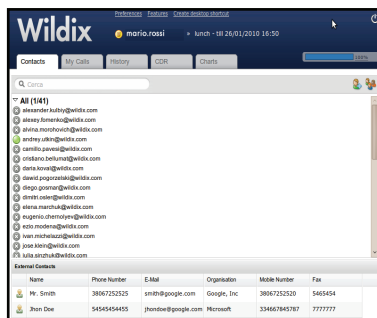 Preferences Features Create desktop shortcut
Wildix
mario.rossi
lunch - till 26/01/2010 16:50
Contacts My Calls History CDR Charts
100%
Cerca
All (1/41)
alexander.kulbiy@wildix.com
alexey.fomenko@wildix.com
alvina.morohovich@wildix.com
andrey.utkin@wildix.com
camillo.pavesi@wildix.com
cristiano.bellumat@wildix.com
daria.koval@wildix.com
dawid.pogorzelski@wildix.com
diego.gosmar@wildix.com
dimitri.osler@wildix.com
elena.marchuk@wildix.com
eugenio.chernolyev@wildix.com
ezio.modena@wildix.com
ivan.michelazzi@wildix.com
jose.klein@wildix.com
julia.sinzhuk@wildix.com
External Contacts
Name Phone Number E-Mail Organisation Mobile Number Fax
Mr. Smith 38067252525 smith@google.com Google, Inc 38067252520 5465454
Jhon Doe 54545454455 jhondoe@google.com Microsoft 334667845787 7777777